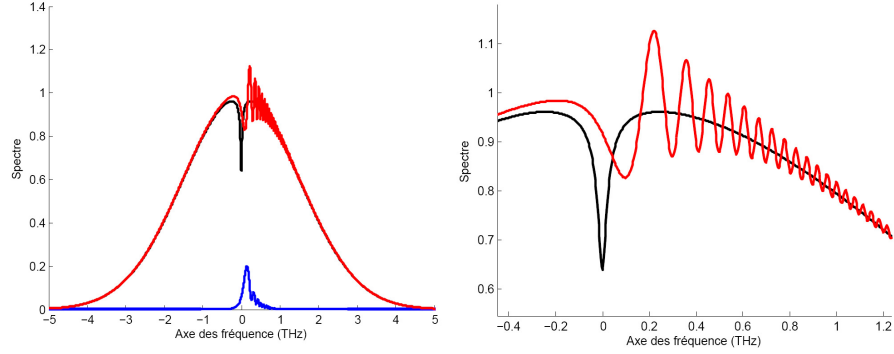 1.4
1.2
1
0.8
0.6
0.4
0.2
0
Spectre
−5 −4 −3 −2 −1 0 1 2 3 4 5
Axe des fréquence (THz)
1.1
1
0.9
0.8
0.7
0.6
Spectre
−0.4 −0.2 0 0.2 0.4 0.6 0.8 1 1.2
Axe des fréquence (THz)